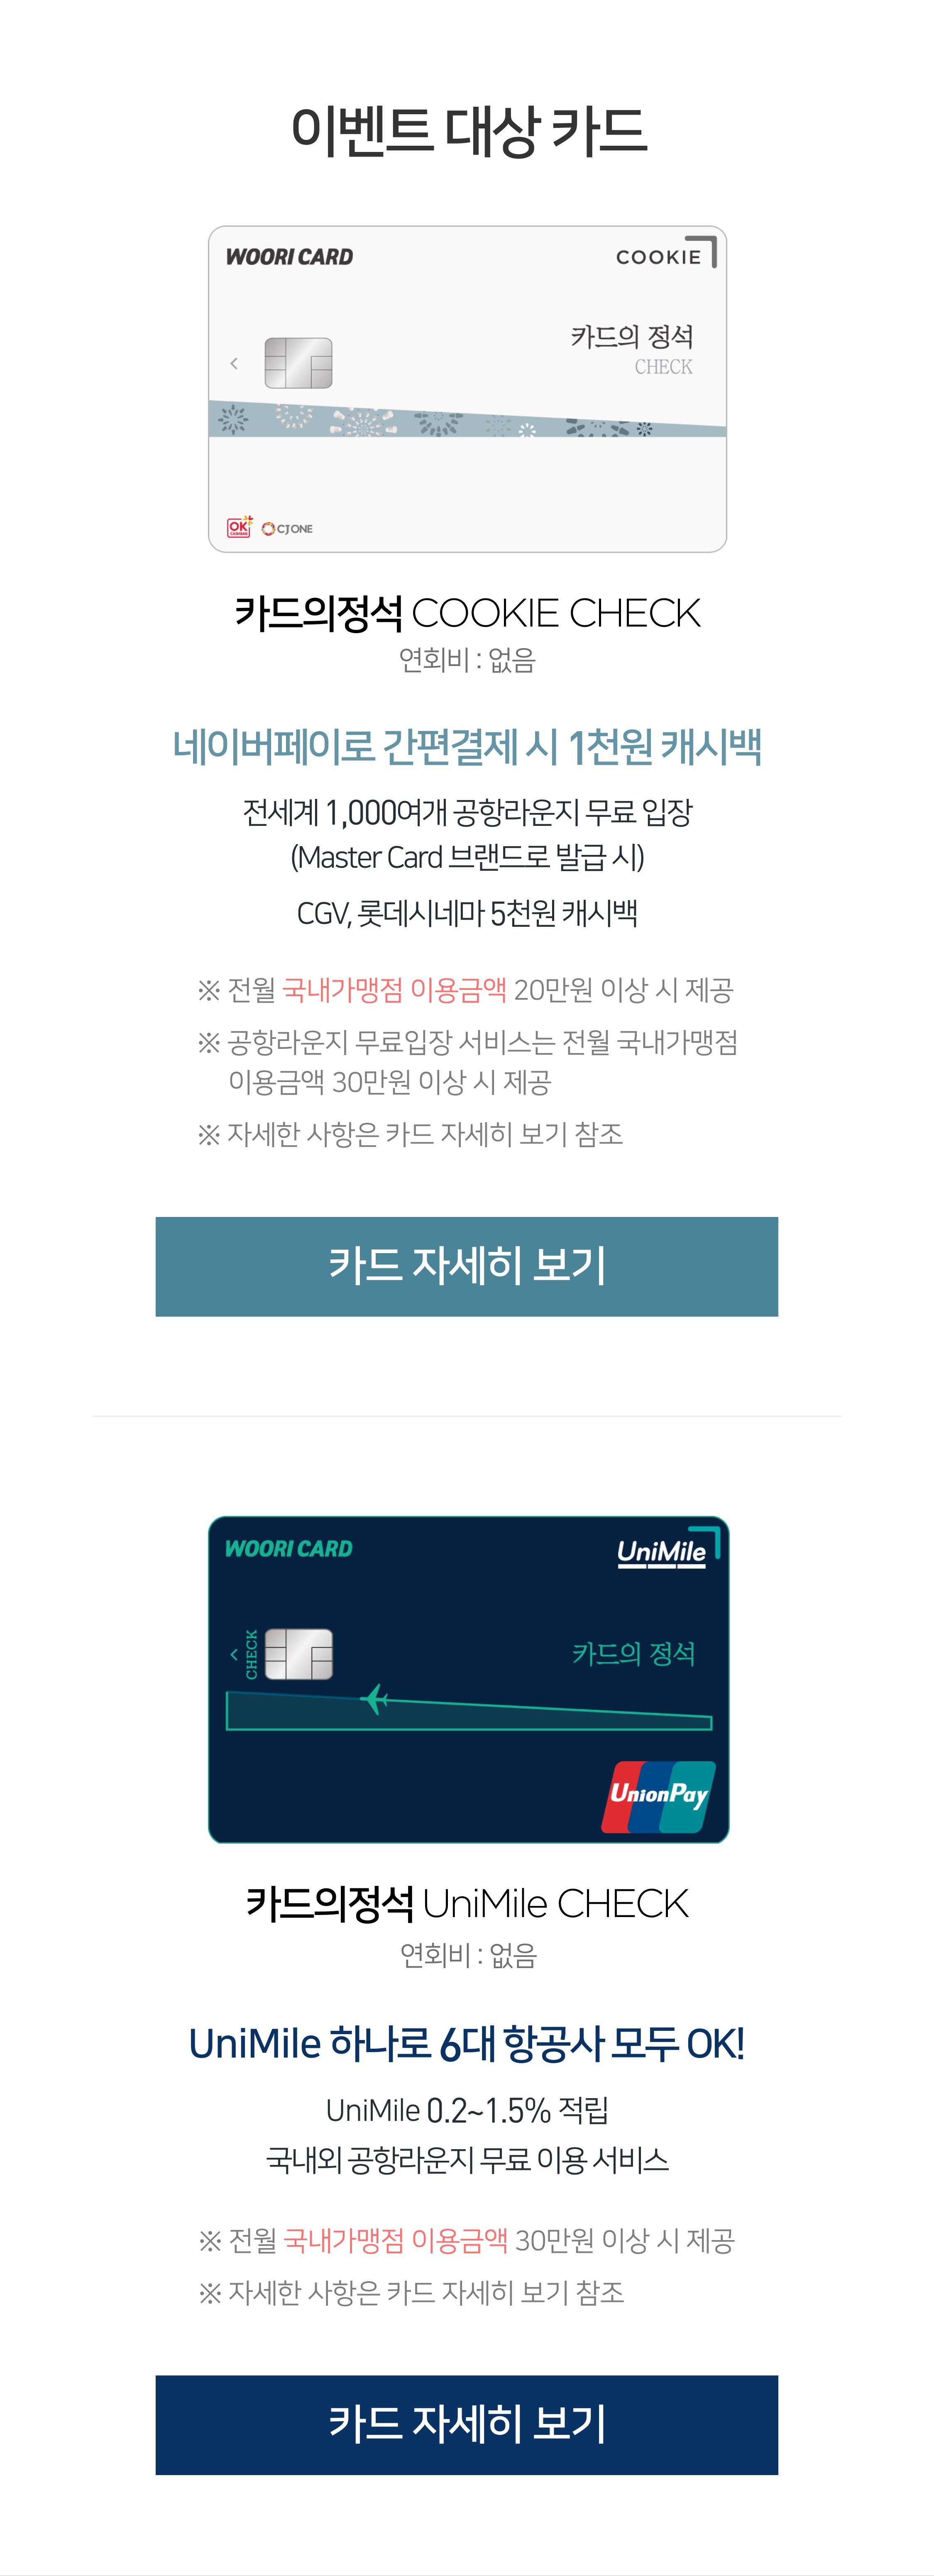 이벤트 대상 카드
WOORI CARD
COOKIE
카드의 정석
CHECK
OK
CASHBAG
CJ ONE
카드의정석 COOKIE CHECK
연회비 : 없음
네이버페이로 간편결제 시 1천원 캐시백
전세계 1,000여개 공항라운지 무료 입장
(Master Card 브랜드로 발급 시)
CGV, 롯데시네마 5천원 캐시백
※ 전월 국내가맹점 이용금액 20만원 이상 시 제공
※ 공항라운지 무료입장 서비스는 전월 국내가맹점
이용금액 30만원 이상 시 제공
※ 자세한 사항은 카드 자세히 보기 참조
카드 자세히 보기
WOORI CARD
UniMile
CHECK
카드의 정석
UnionPay
카드의정석 UniMile CHECK
연회비 : 없음
UniMile 하나로 6대 항공사 모두 OK!
UniMile 0.2~1.5% 적립
국내외 공항라운지 무료 이용 서비스
※ 전월 국내가맹점 이용금액 30만원 이상 시 제공
※ 자세한 사항은 카드 자세히 보기 참조
카드 자세히 보기